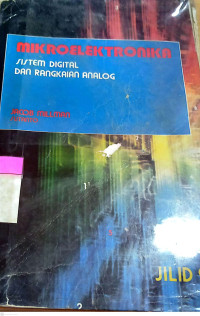 MIKROELEKTRONIKA
SISTEM DIGITAL
DAN RANGKAIAN ANALOG
JILID